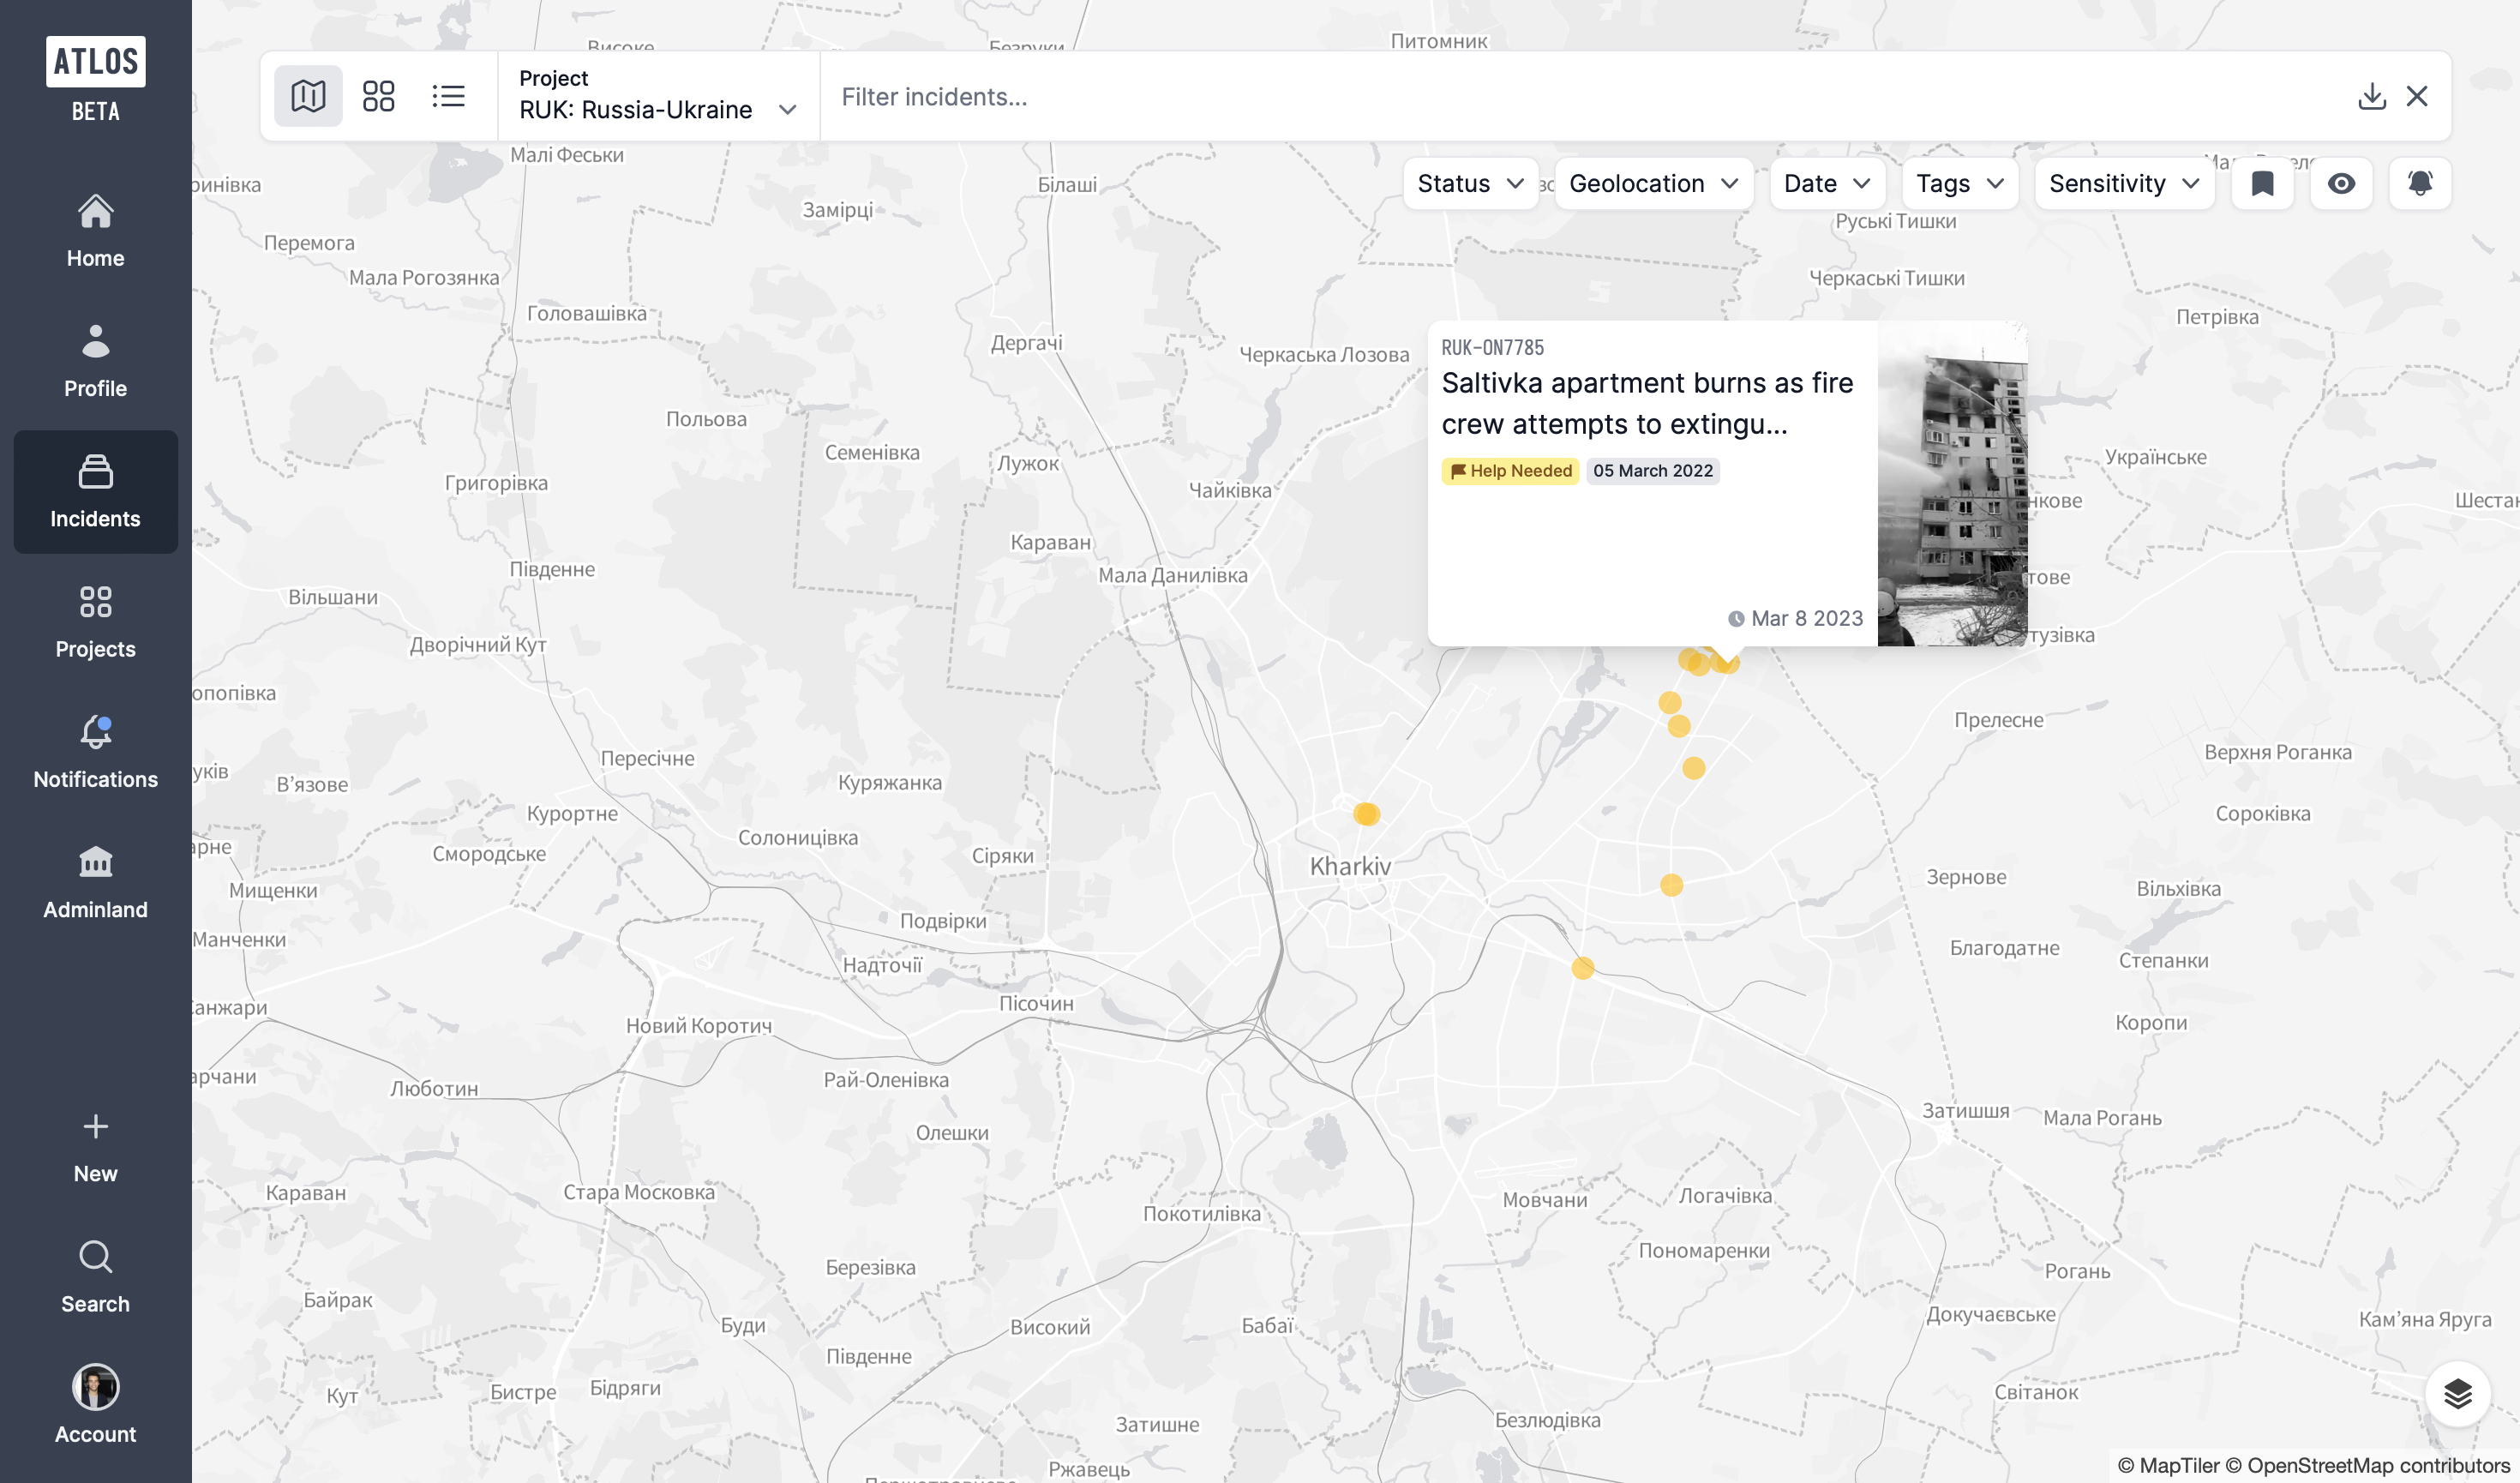 ATLOS
BETA
Home
Profile
Incidents
Projects
Notifications
Adminland
New
Search
Account
Project
RUK: Russia-Ukraine
Filter incidents...
Status
Geolocation
Date
Tags
Sensitivity
RUK-0N7785
Saltivka apartment burns as fire
crew attempts to extingu...
Help Needed
05 March 2022
Mar 8 2023
Високе
Безруки
Питомник
Малі Феськи
Білаші
Замірці
Руські Тишки
Перемога
Мала Рогозянка
Черкаські Тишки
Головашівка
Петрівка
Дергачі
Черкаська Лозова
Польова
Семенівка
Лужок
Українське
Григорівка
Чайківка
Караван
Південне
Мала Данилівка
Вільшани
Дворічний Кут
Прелесне
Пересічне
Верхня Роганка
В’язове
Куряжанка
Курортне
Сороківка
Солоницівка
Смородське
Сіряки
Kharkiv
Мищенки
Зернове
Вільхівка
Подвірки
Манченки
Благодатне
Степанки
Надточії
Пісочин
Новий Коротич
Коропи
Рай-Оленівка
Люботин
Затишшя
Мала Рогань
Олешки
Караван
Стара Московка
Мовчани
Логачівка
Покотилівка
Пономаренки
Березівка
Рогань
Байрак
Докучаєвське
Буди
Високий
Бабаї
Кам’яна Яруга
Південне
Кут
Бистре
Бідряги
Світанок
Затишне
Безлюдівка
Ржавець
© MapTiler © OpenStreetMap contributors